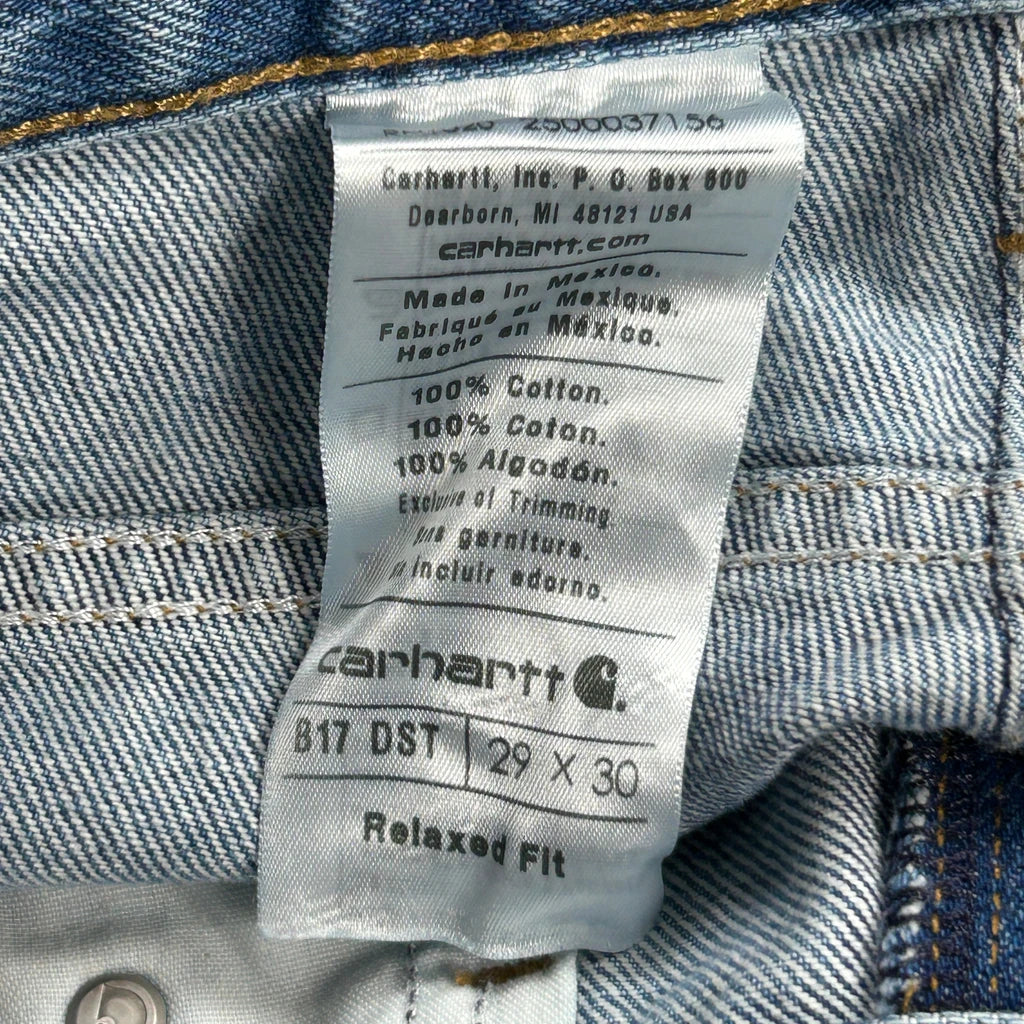 2500037156
Carhartt, Inc. P. O. Box 600
Dearborn, MI 48121 USA
carhartt.com
Made in Mexico.
Fabriqué au Mexique.
Hecho en México.
100% Cotton.
100% Coton.
100% Algodón.
Exclusive of Trimming
garniture.
incluir adorno.
carhartt
B17 DST 29 X 30
Relaxed Fit